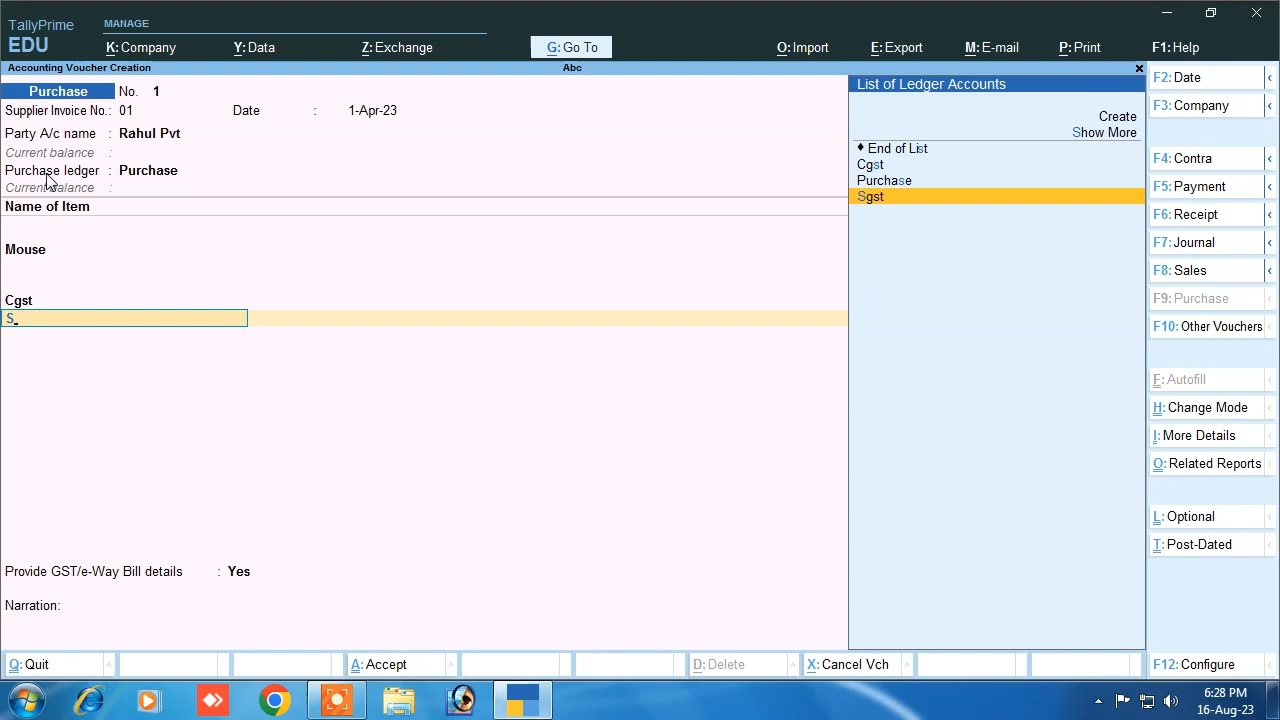 TallyPrime
EDU
MANAGE
K: Company
Y: Data
Z: Exchange
G: Go To
O: Import
E: Export
M: E-mail
P: Print
F1: Help
Accounting Voucher Creation
Abc
Purchase No. 1
Supplier Invoice No.: 01 Date : 1-Apr-23
Party A/c name : Rahul Pvt
Current balance :
Purchase ledger : Purchase
Current balance :
Name of Item
Mouse
Cgst
S
Provide GST/e-Way Bill details : Yes
Narration:
List of Ledger Accounts
Create
Show More
♦ End of List
Cgst
Purchase
Sgst
F2: Date
F3: Company
F4: Contra
F5: Payment
F6: Receipt
F7: Journal
F8: Sales
F9: Purchase
F10: Other Vouchers
F: Autofill
H: Change Mode
I: More Details
O: Related Reports
L: Optional
T: Post-Dated
Q: Quit
A: Accept
D: Delete
X: Cancel Vch
F12: Configure
6:28 PM
16-Aug-23